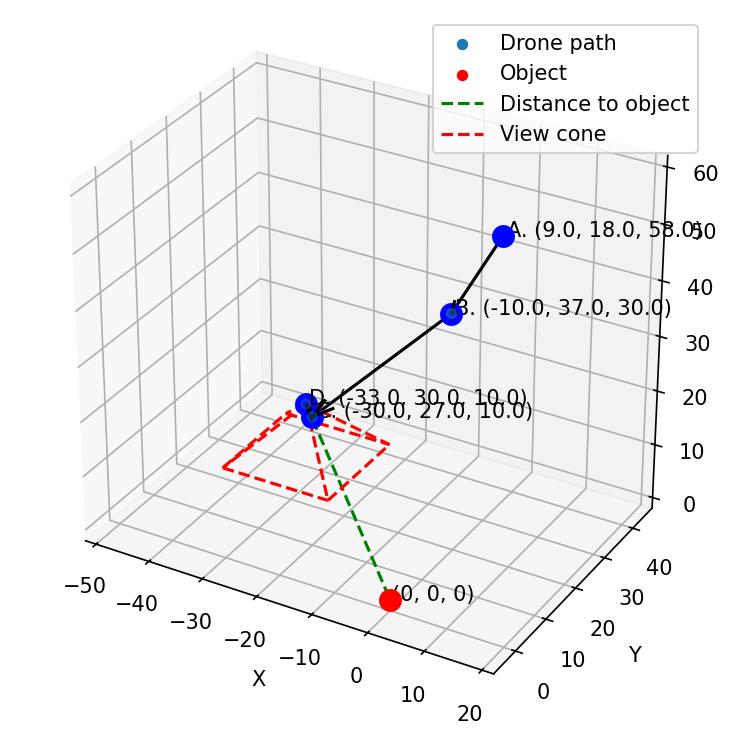 Drone path
Object
Distance to object
View cone
A. (9.0, 18.0, 58.0)
B. (-10.0, 37.0, 30.0)
D. (-33.0, 30.0, 10.0)
(-30.0, 27.0, 10.0)
(0, 0, 0)
60
50
40
30
20
10
0
−50
−40
−30
−20
−10
0
10
20
X
0
10
20
30
40
Y